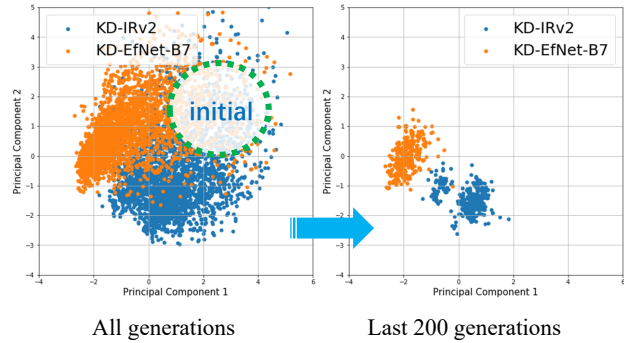 KD-IRv2
KD-EfNet-B7
initial
Principal Component 2
5
4
3
2
1
0
−1
−2
−3
−4
−4
−2
0
2
4
6
Principal Component 1
All generations
KD-IRv2
KD-EfNet-B7
Principal Component 2
5
4
3
2
1
0
−1
−2
−3
−4
−4
−2
0
2
4
6
Principal Component 1
Last 200 generations